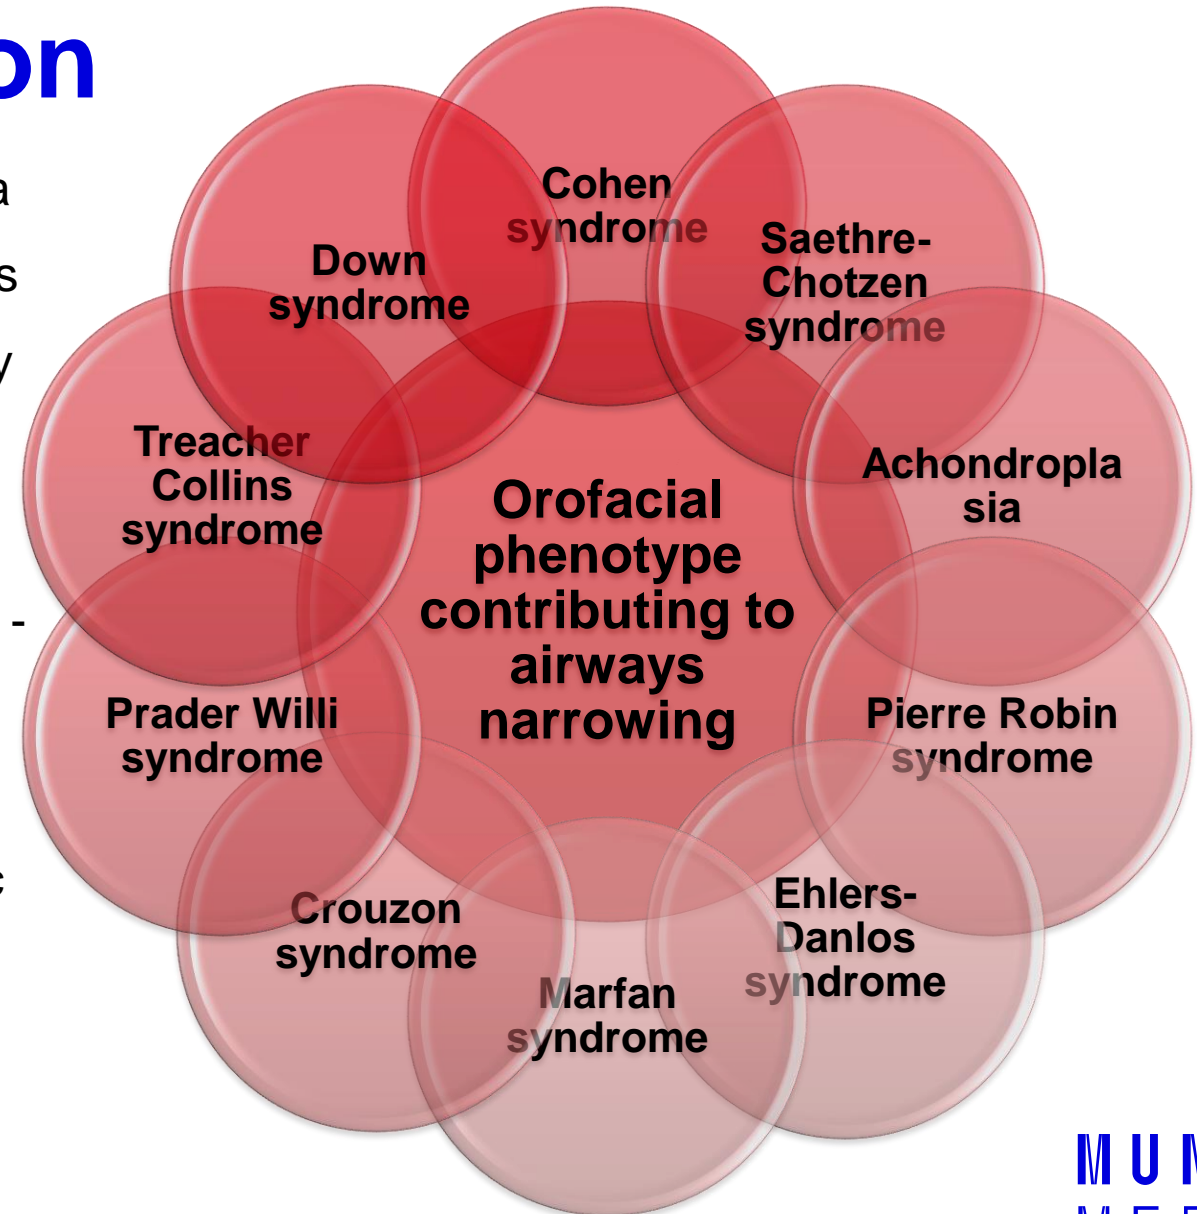 on
a
s
y
-
c
Cohen
syndrome
Saethre-
Chotzen
syndrome
Achondropla
sia
Pierre Robin
syndrome
Ehlers-
Danlos
syndrome
Marfan
syndrome
Crouzon
syndrome
Prader Willi
syndrome
Treacher
Collins
syndrome
Down
syndrome
Orofacial
phenotype
contributing to
airways
narrowing
MUN